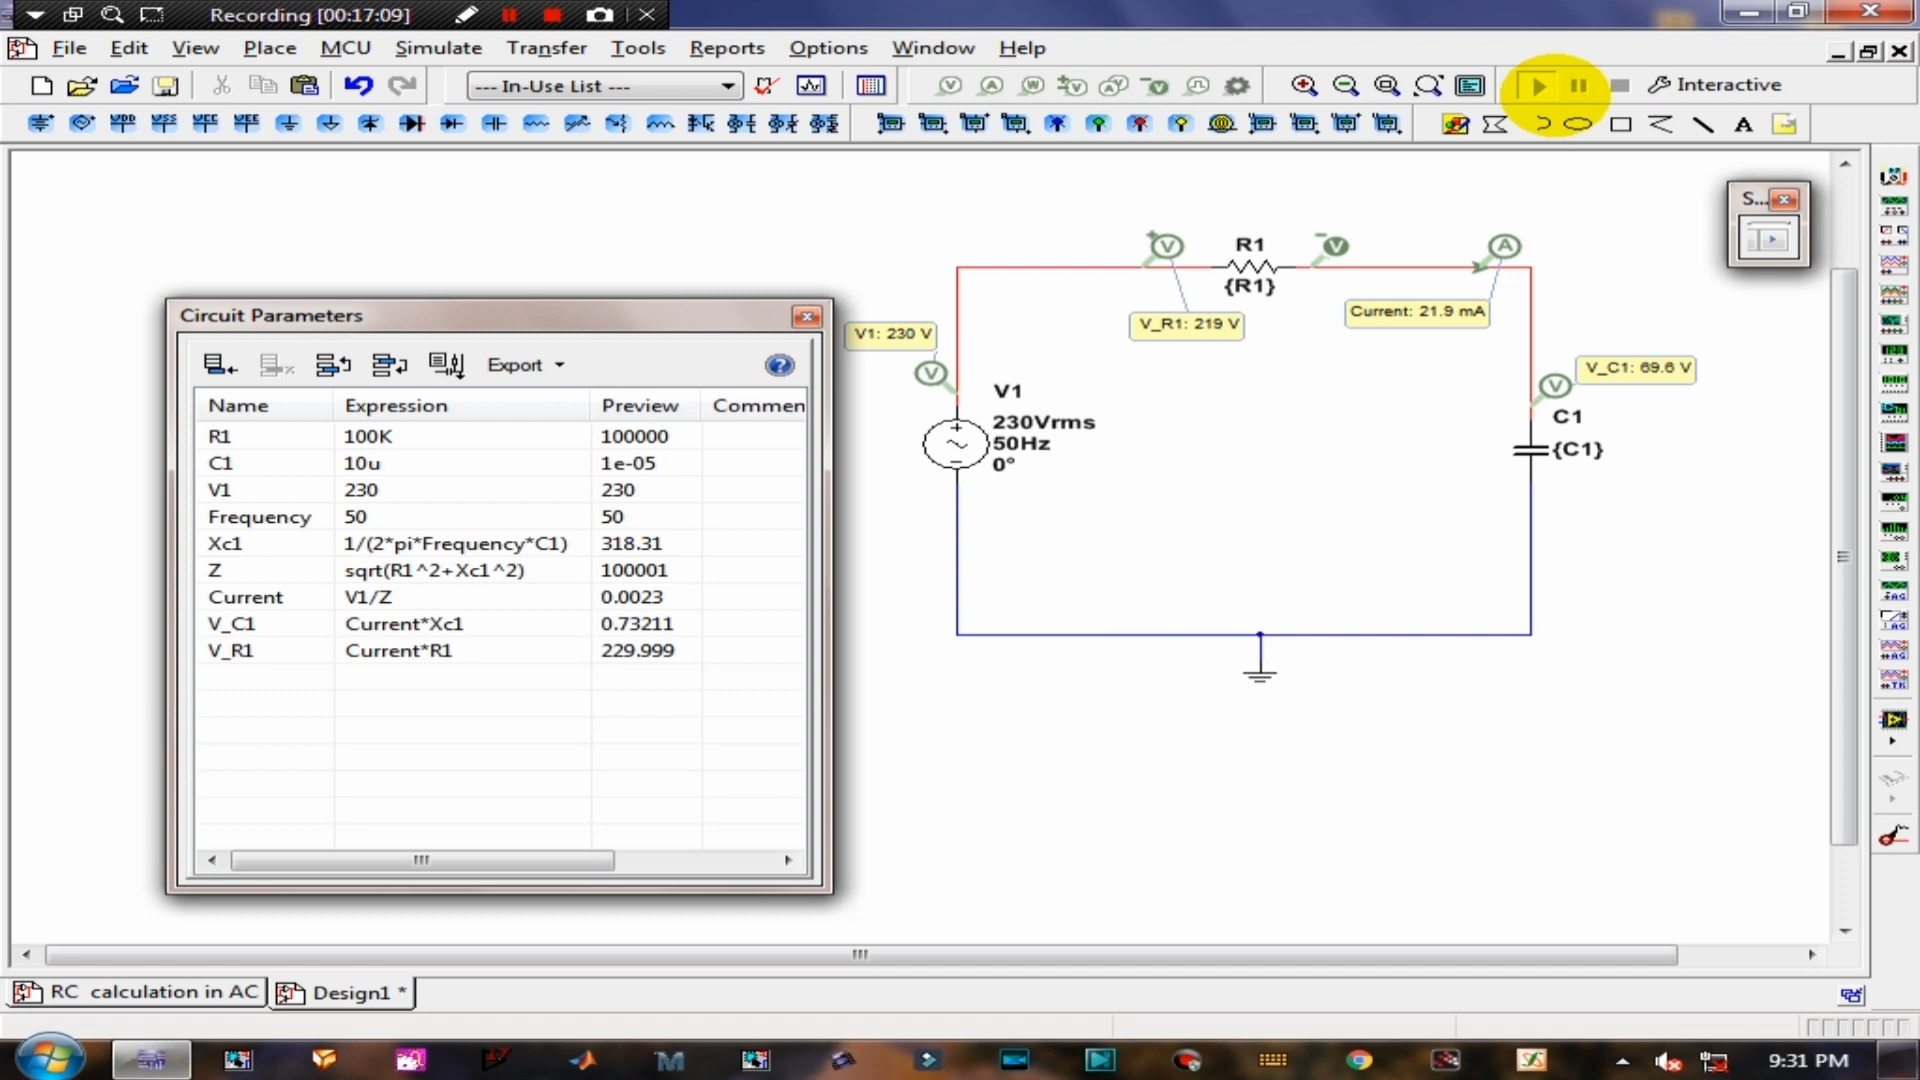 Recording [00:17:09]
File Edit View Place MCU Simulate Transfer Tools Reports Options Window Help
--- In-Use List ---
Interactive
Circuit Parameters
Export
Name Expression Preview Commen
R1 100K 100000
C1 10u 1e-05
V1 230 230
Frequency 50 50
Xc1 1/(2*pi*Frequency*C1) 318.31
Z sqrt(R1^2+Xc1^2) 100001
Current V1/Z 0.0023
V_C1 Current*Xc1 0.73211
V_R1 Current*R1 229.999
S...
V1: 230 V
V
V1
230Vrms
50Hz
0°
V
V_R1: 219 V
R1
{R1}
V
A
Current: 21.9 mA
V
V_C1: 69.6 V
C1
{C1}
RC calculation in AC
Design1 *
9:31 PM